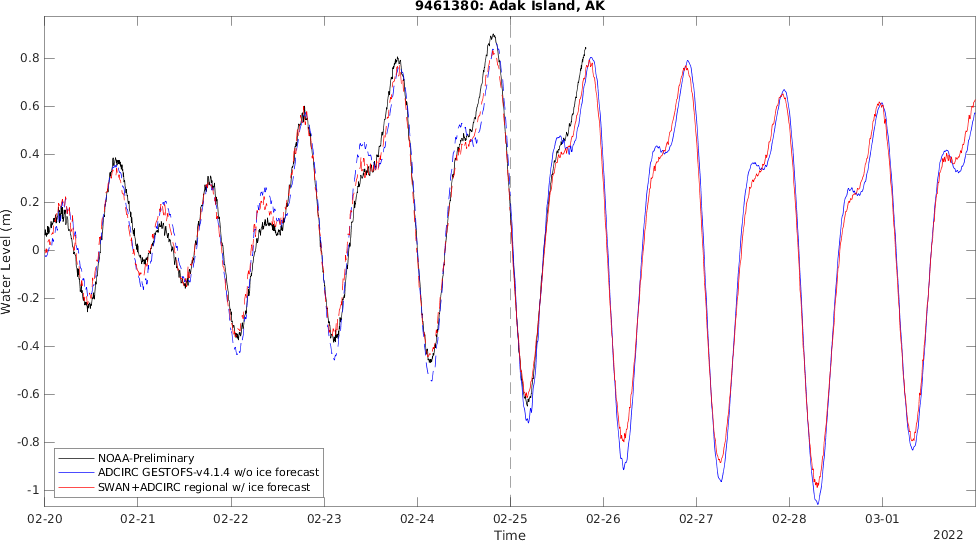 9461380: Adak Island, AK
Water Level (m)
0.8
0.6
0.4
0.2
0
-0.2
-0.4
-0.6
-0.8
-1
NOAA-Preliminary
ADCIRC GESTOFS-v4.1.4 w/o ice forecast
SWAN+ADCIRC regional w/ ice forecast
02-20 02-21 02-22 02-23 02-24 02-25 02-26 02-27 02-28 03-01
Time
2022